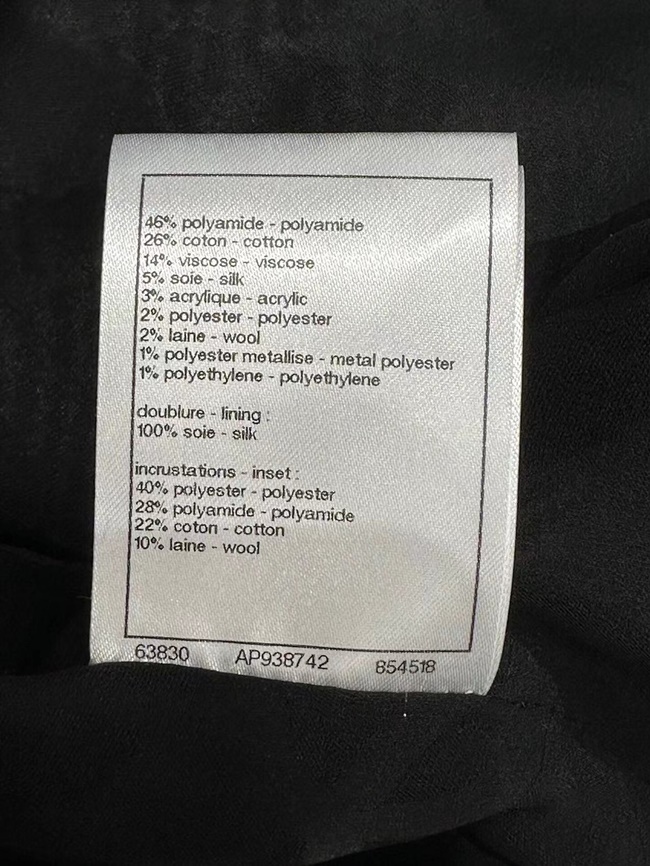 46% polyamide - polyamide
26% coton - cotton
14% viscose - viscose
5% soie - silk
3% acrylique - acrylic
2% polyester - polyester
2% laine - wool
1% polyester metallise - metal polyester
1% polyethylene - polyethylene
doublure - lining :
100% soie - silk
incrustations - inset :
40% polyester - polyester
28% polyamide - polyamide
22% coton - cotton
10% laine - wool
63830 AP938742 854518